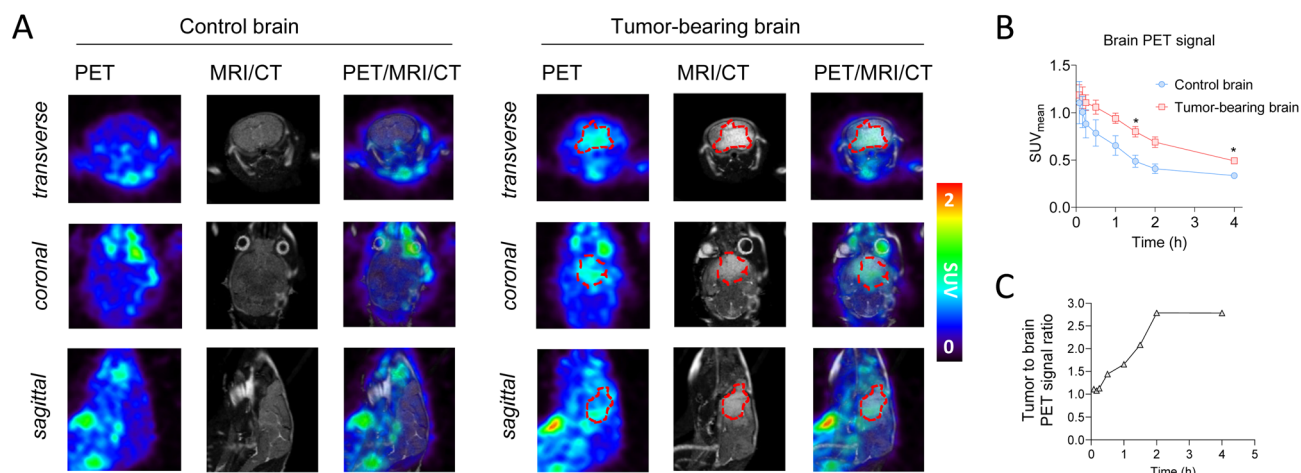 A
Control brain
Tumor-bearing brain
PET
MRI/CT
PET/MRI/CT
PET
MRI/CT
PET/MRI/CT
transverse
coronal
sagittal
transverse
coronal
sagittal
2
SUV
0
B
Brain PET signal
1.5
1.0
0.5
0.0
SUVmean
Control brain
Tumor-bearing brain
*
*
0
1
2
3
4
Time (h)
C
3.0
2.5
2.0
1.5
1.0
0.5
0.0
Tumor to brain
PET signal ratio
0
1
2
3
4
5
Time (h)